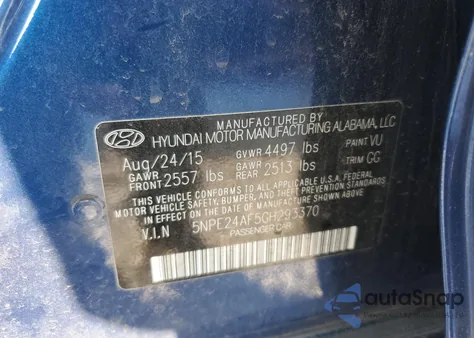 MANUFACTURED BY
HYUNDAI MOTOR MANUFACTURING ALABAMA, LLC
Aug/24/15 GVWR 4497 lbs PAINT VU
GAWR FRONT 2557 lbs GAWR REAR 2513 lbs TRIM GG
THIS VEHICLE CONFORMS TO ALL APPLICABLE U.S.A. FEDERAL
MOTOR VEHICLE SAFETY, BUMPER, AND THEFT PREVENTION STANDARDS
IN EFFECT ON THE DATE OF MANUFACTURE SHOWN ABOVE.
V.I.N 5NPE24AF5GH293370
PASSENGER CAR
autoSnap